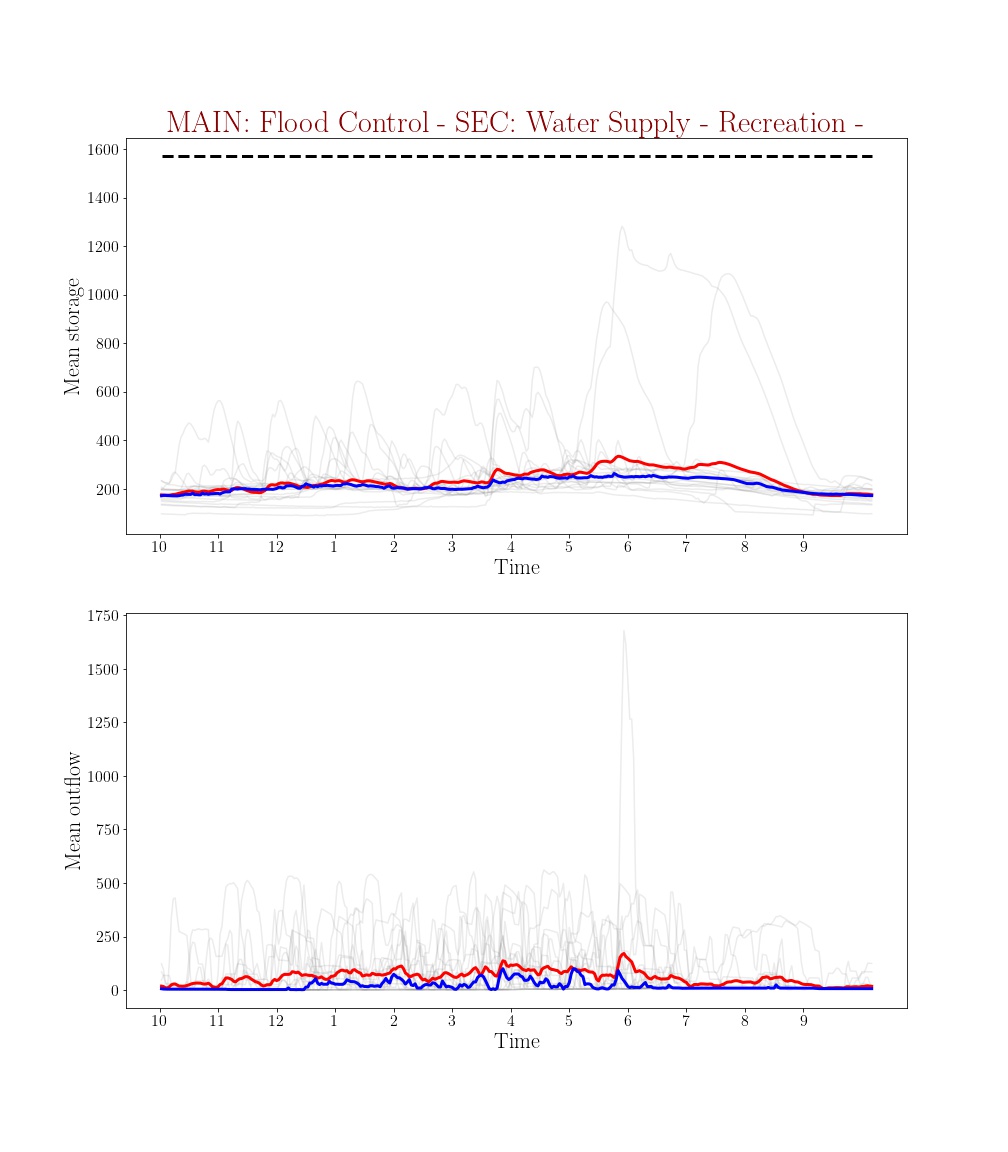 MAIN: Flood Control - SEC: Water Supply - Recreation -
1600
1400
1200
1000
800
600
400
200
Mean storage
10 11 12 1 2 3 4 5 6 7 8 9
Time
1750
1500
1250
1000
750
500
250
0
Mean outflow
10 11 12 1 2 3 4 5 6 7 8 9
Time